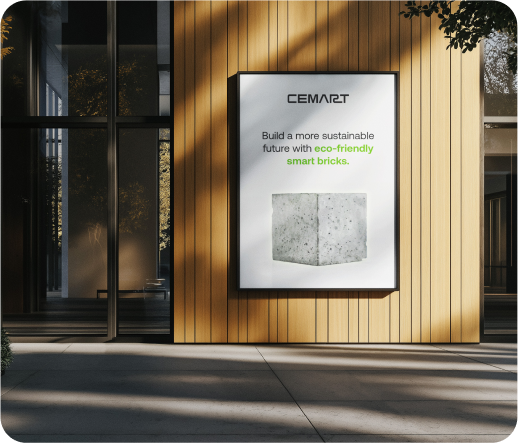 CEMART
Build a more sustainable
future with eco-friendly
smart bricks.